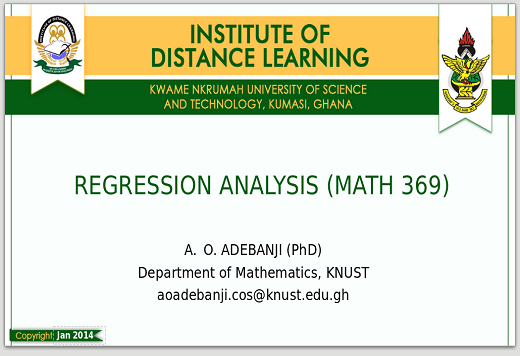 INSTITUTE OF
DISTANCE LEARNING
KWAME NKRUMAH UNIVERSITY OF SCIENCE
AND TECHNOLOGY, KUMASI, GHANA
REGRESSION ANALYSIS (MATH 369)
A. O. ADEBANJI (PhD)
Department of Mathematics, KNUST
aoadebanji.cos@knust.edu.gh
Copyright: Jan 2014